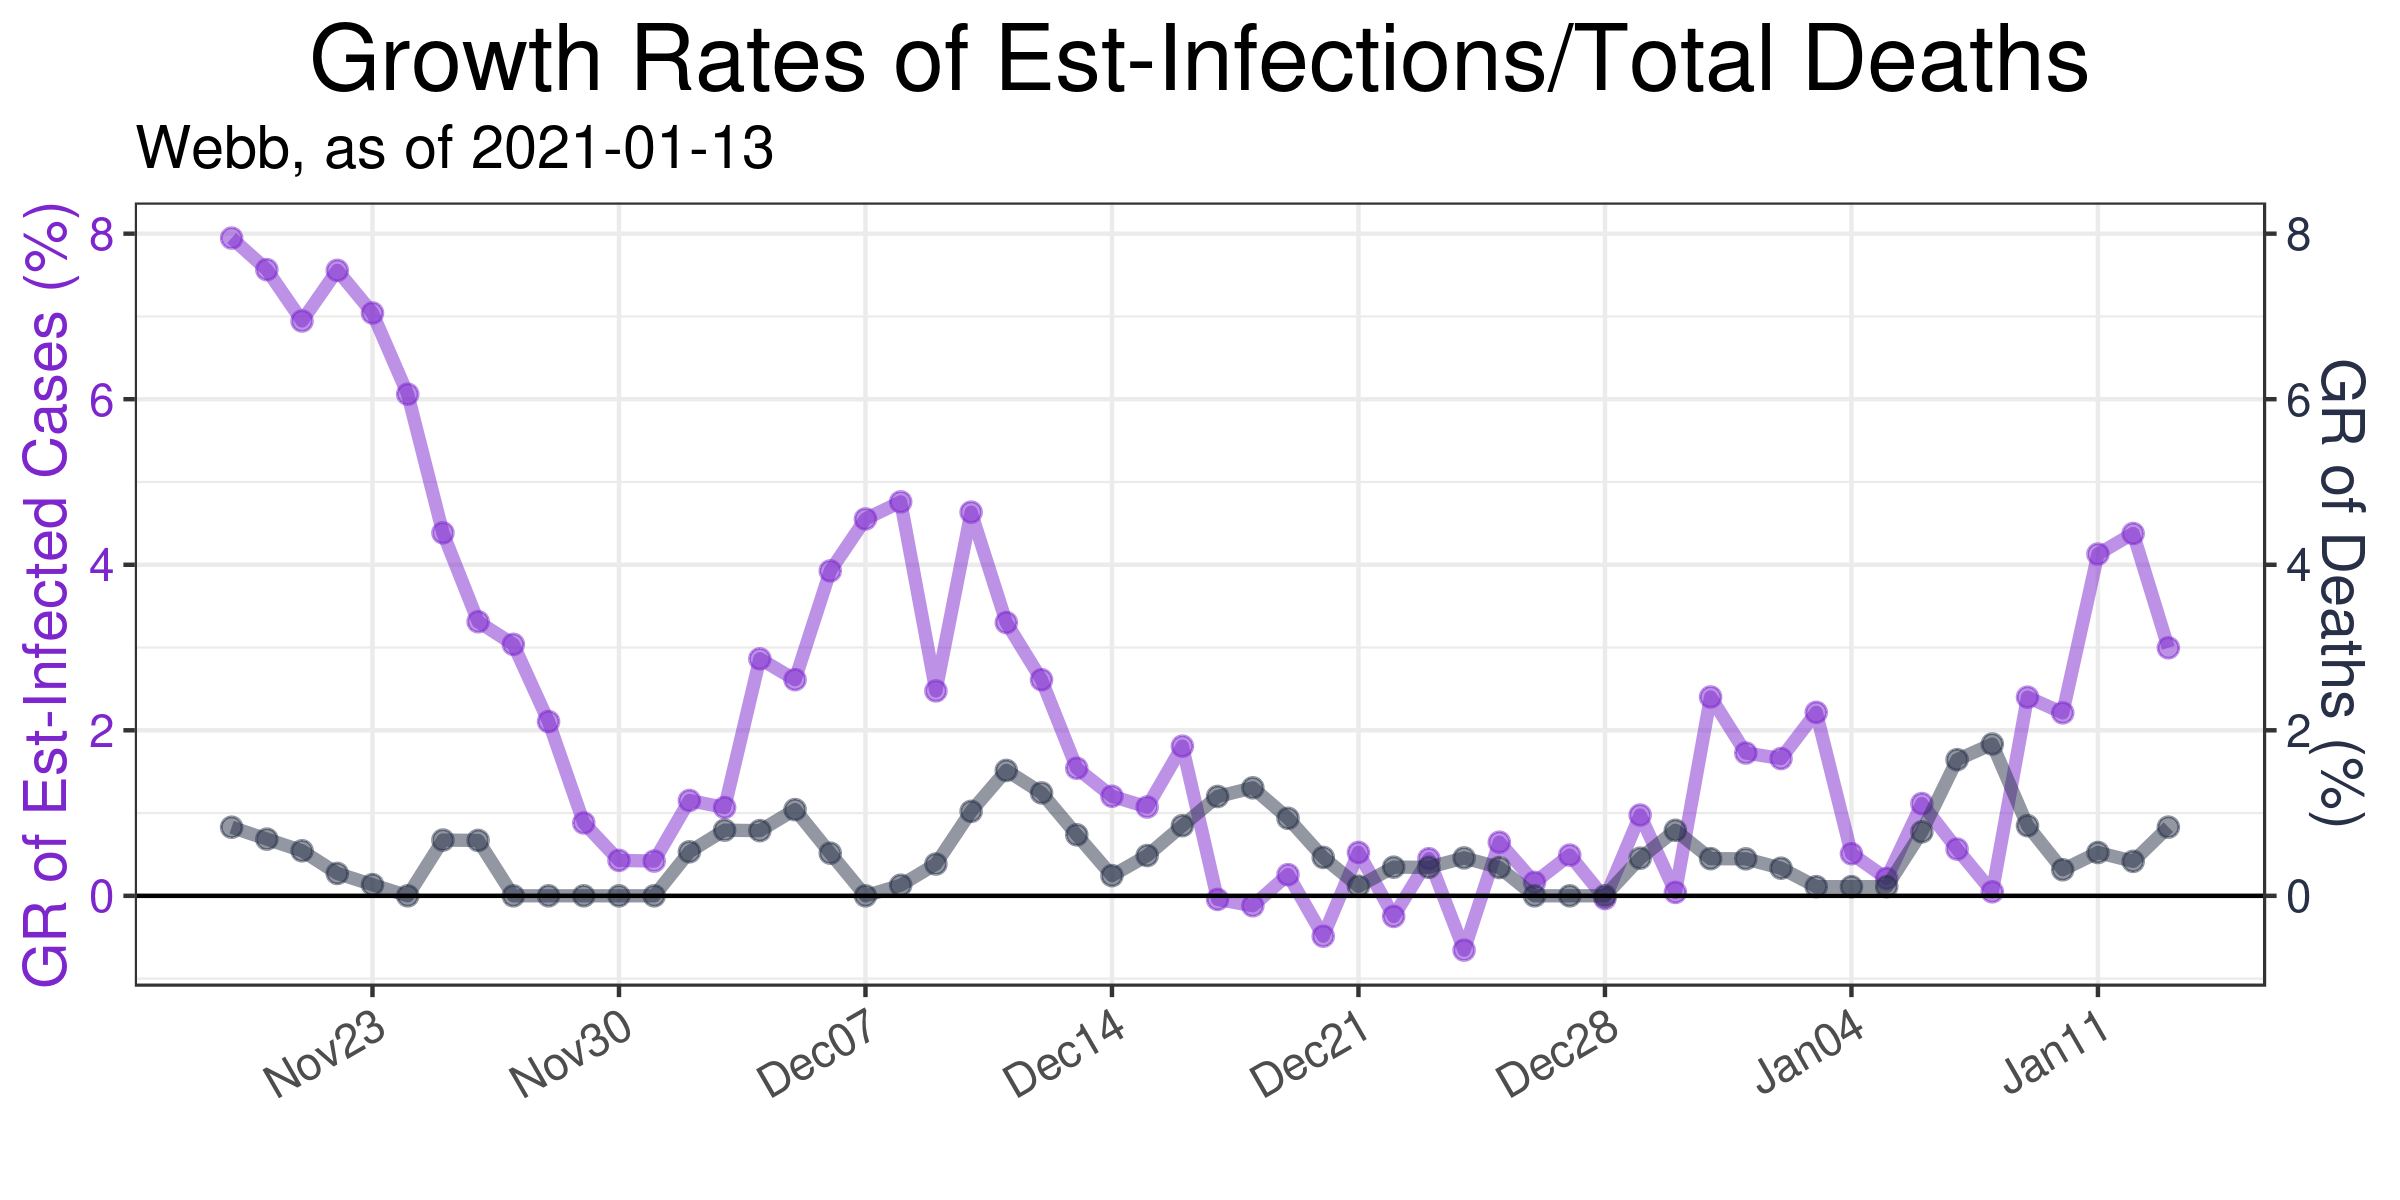 Growth Rates of Est-Infections/Total Deaths
Webb, as of 2021-01-13
GR of Est-Infected Cases (%)
8
6
4
2
0
8
6
4
2
0
GR of Deaths (%)
Nov23
Nov30
Dec07
Dec14
Dec21
Dec28
Jan04
Jan11